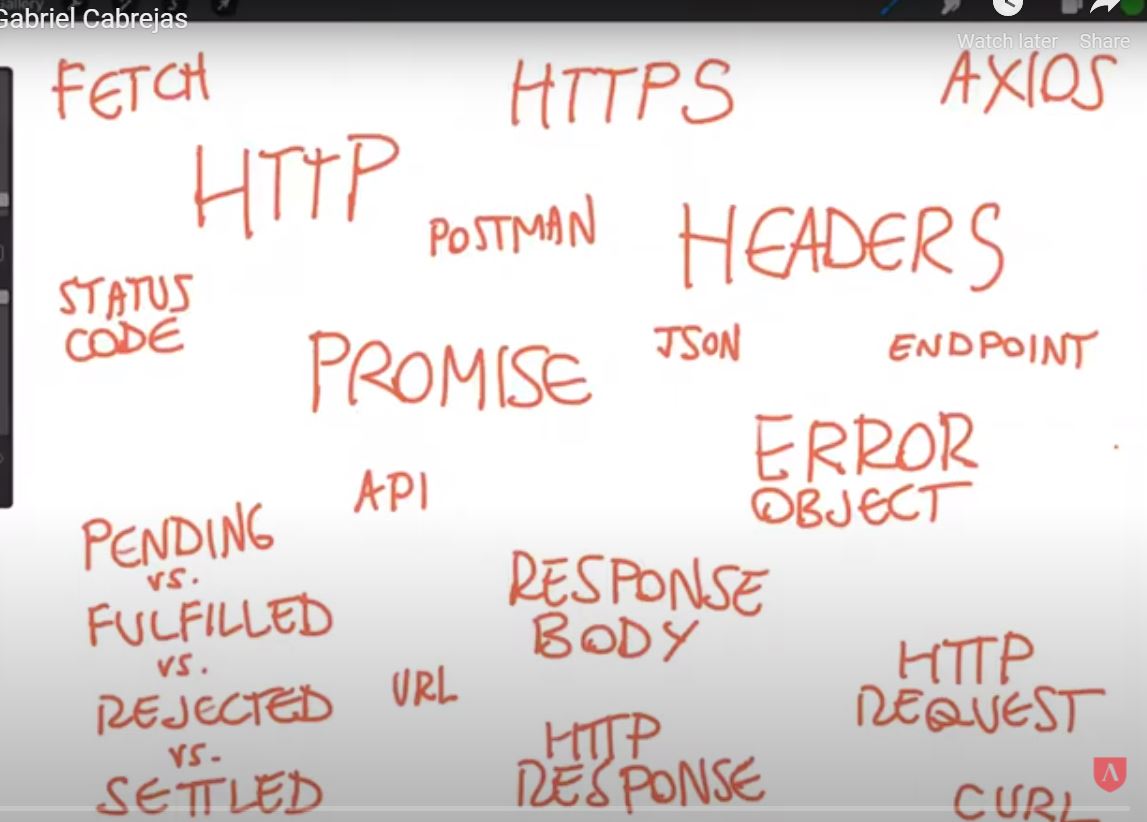 Gabriel Cabrejas
Watch later Share
FETCH HTTPS AXIOS
HTTP
POSTMAN HEADERS
STATUS
CODE
PROMISE JSON ENDPOINT
ERROR
OBJECT
API
PENDING
vs.
FULFILLED
vs.
REJECTED
vs.
SETTLED
RESPONSE
BODY
URL
HTTP
REQUEST
HTTP
RESPONSE
CURL